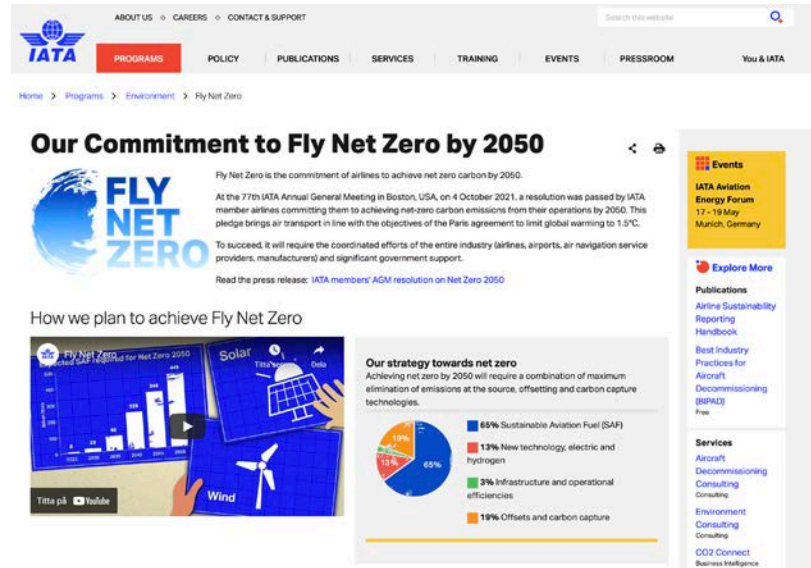 ABOUT US CAREERS CONTACT & SUPPORT
Search this website
IATA
PROGRAMS POLICY PUBLICATIONS SERVICES TRAINING EVENTS PRESSROOM You & IATA
Home > Programs > Environment > Fly Net Zero
Our Commitment to Fly Net Zero by 2050
FLY
NET
ZERO
Fly Net Zero is the commitment of airlines to achieve net zero carbon by 2050.
At the 77th IATA Annual General Meeting in Boston, USA, on 4 October 2021, a resolution was passed by IATA
member airlines committing them to achieving net-zero carbon emissions from their operations by 2050. This
pledge brings air transport in line with the objectives of the Paris agreement to limit global warming to 1.5°C.
To succeed, it will require the coordinated efforts of the entire industry (airlines, airports, air navigation service
providers, manufacturers) and significant government support.
Read the press release: IATA members' AGM resolution on Net Zero 2050
How we plan to achieve Fly Net Zero
Fly Net Zero
Expected SAF required for Net Zero 2050
Solar
Titta
Dela
449
Wind
Titta på YouTube
Our strategy towards net zero
Achieving net zero by 2050 will require a combination of maximum
elimination of emissions at the source, offsetting and carbon capture
technologies.
19%
13%
65%
65% Sustainable Aviation Fuel (SAF)
13% New technology, electric and
hydrogen
3% Infrastructure and operational
efficiencies
19% Offsets and carbon capture
Events
IATA Aviation
Energy Forum
17 - 19 May
Munich, Germany
Explore More
Publications
Airline Sustainability
Reporting
Handbook
Best Industry
Practices for
Aircraft
Decommissioning
(BIPAD)
Free
Services
Aircraft
Decommissioning
Consulting
Consulting
Environment
Consulting
Consulting
CO2 Connect
Business Intelligence